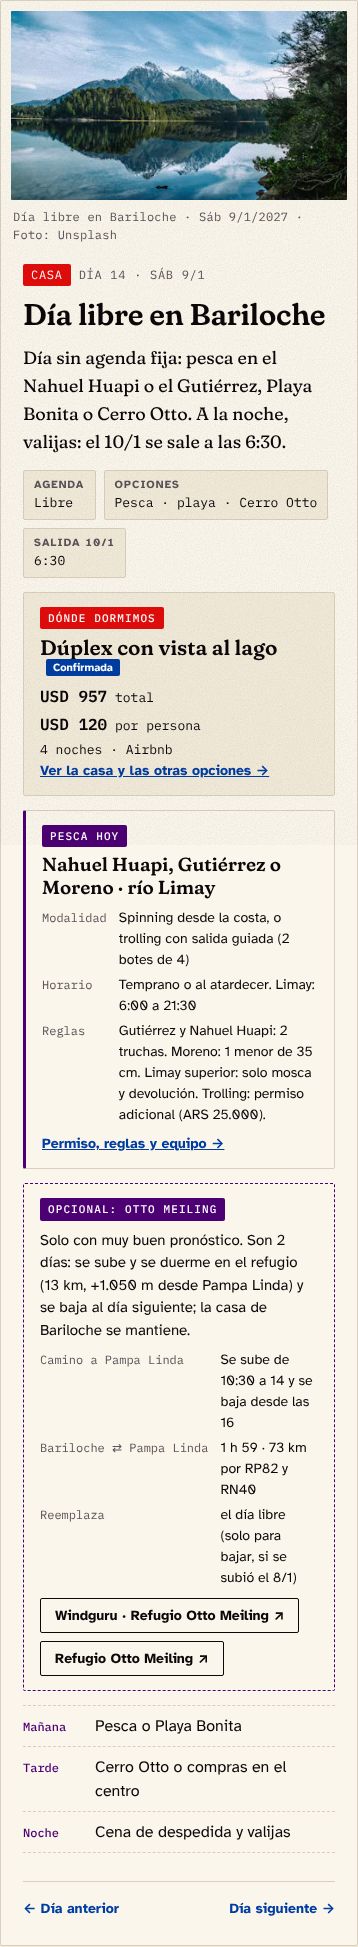 Día libre en Bariloche · Sáb 9/1/2027 ·
Foto: Unsplash
CASA DÍA 14 · SÁB 9/1
Día libre en Bariloche
Día sin agenda fija: pesca en el
Nahuel Huapi o el Gutiérrez, Playa
Bonita o Cerro Otto. A la noche,
valijas: el 10/1 se sale a las 6:30.
AGENDA
Libre
OPCIONES
Pesca · playa · Cerro Otto
SALIDA 10/1
6:30
DÓNDE DORMIMOS
Dúplex con vista al lago
Confirmada
USD 957 total
USD 120 por persona
4 noches · Airbnb
Ver la casa y las otras opciones →
PESCA HOY
Nahuel Huapi, Gutiérrez o
Moreno · río Limay
Modalidad Spinning desde la costa, o
trolling con salida guiada (2
botes de 4)
Horario Temprano o al atardecer. Limay:
6:00 a 21:30
Reglas Gutiérrez y Nahuel Huapi: 2
truchas. Moreno: 1 menor de 35
cm. Limay superior: solo mosca
y devolución. Trolling: permiso
adicional (ARS 25.000).
Permiso, reglas y equipo →
OPCIONAL: OTTO MEILING
Solo con muy buen pronóstico. Son 2
días: se sube y se duerme en el refugio
(13 km, +1.050 m desde Pampa Linda) y
se baja al día siguiente; la casa de
Bariloche se mantiene.
Camino a Pampa Linda Se sube de
10:30 a 14 y se
baja desde las
16
Bariloche ⇄ Pampa Linda 1 h 59 · 73 km
por RP82 y
RN40
Reemplaza el día libre
(solo para
bajar, si se
subió el 8/1)
Windguru · Refugio Otto Meiling ↗
Refugio Otto Meiling ↗
Mañana Pesca o Playa Bonita
Tarde Cerro Otto o compras en el
centro
Noche Cena de despedida y valijas
← Día anterior Día siguiente →